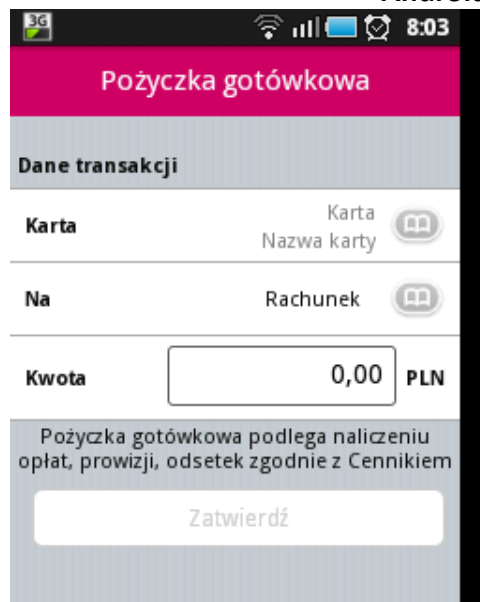 3G
8:03
Pożyczka gotówkowa
Dane transakcji
Karta
Karta
Nazwa karty
Na
Rachunek
Kwota
0,00
PLN
Pożyczka gotówkowa podlega naliczeniu
opłat, prowizji, odsetek zgodnie z Cennikiem
Zatwierdź